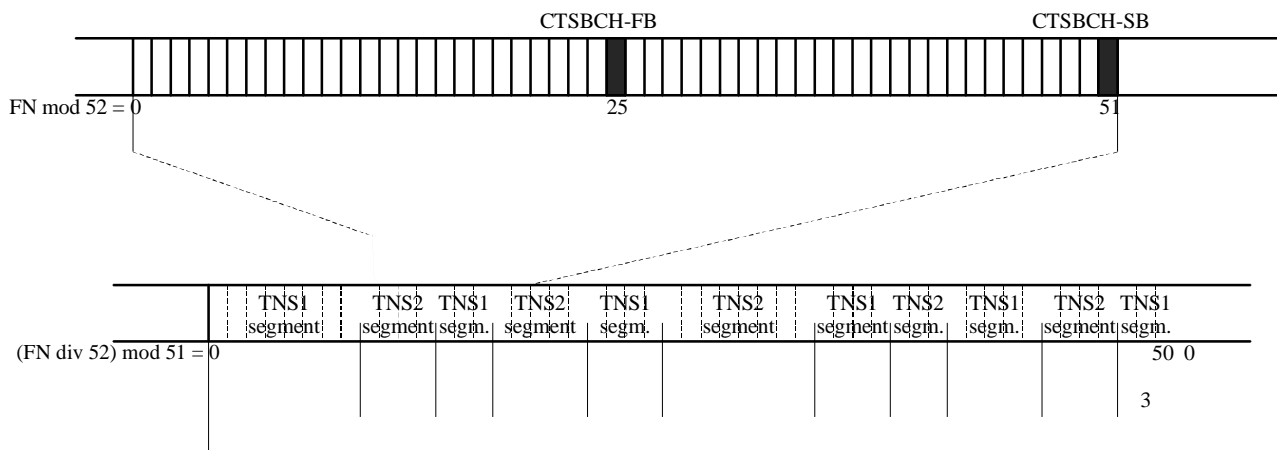 CTSBCH-FB CTSBCH-SB
FN mod 52 = 0 25 51
TNS1 TNS2 TNS1 TNS2 TNS1 TNS2 TNS1 TNS2 TNS1 TNS2 TNS1
segment segment segm. segment segm. segment segment segm. segm. segment segm.
(FN div 52) mod 51 = 0 50 0
3